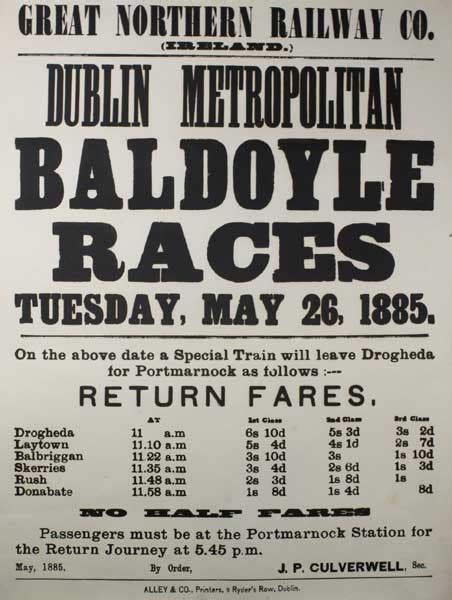 GREAT NORTHERN RAILWAY CO.
(IRELAND.)
DUBLIN METROPOLITAN
BALDOYLE
RACES
TUESDAY, MAY 26, 1885.
On the above date a Special Train will leave Drogheda
for Portmarnock as follows :—
RETURN FARES.
AT 1st Class 2nd Class 3rd Class
Drogheda 11 a.m 6s 10d 5s 3d 3s 2d
Laytown 11.10 a.m 5s 4d 4s 1d 2s 7d
Balbriggan 11.22 a.m 3s 10d 3s 1s 10d
Skerries 11.35 a.m 3s 4d 2s 6d 1s 3d
Rush 11.48 a.m 2s 3d 1s 8d 1s
Donabate 11.58 a.m 1s 8d 1s 4d 8d
NO HALF FARES
Passengers must be at the Portmarnock Station for
the Return Journey at 5.45 p.m.
May, 1885. By Order, J. P. CULVERWELL, Sec.
ALLEY & CO., Printers, 9 Ryder's Row, Dublin.